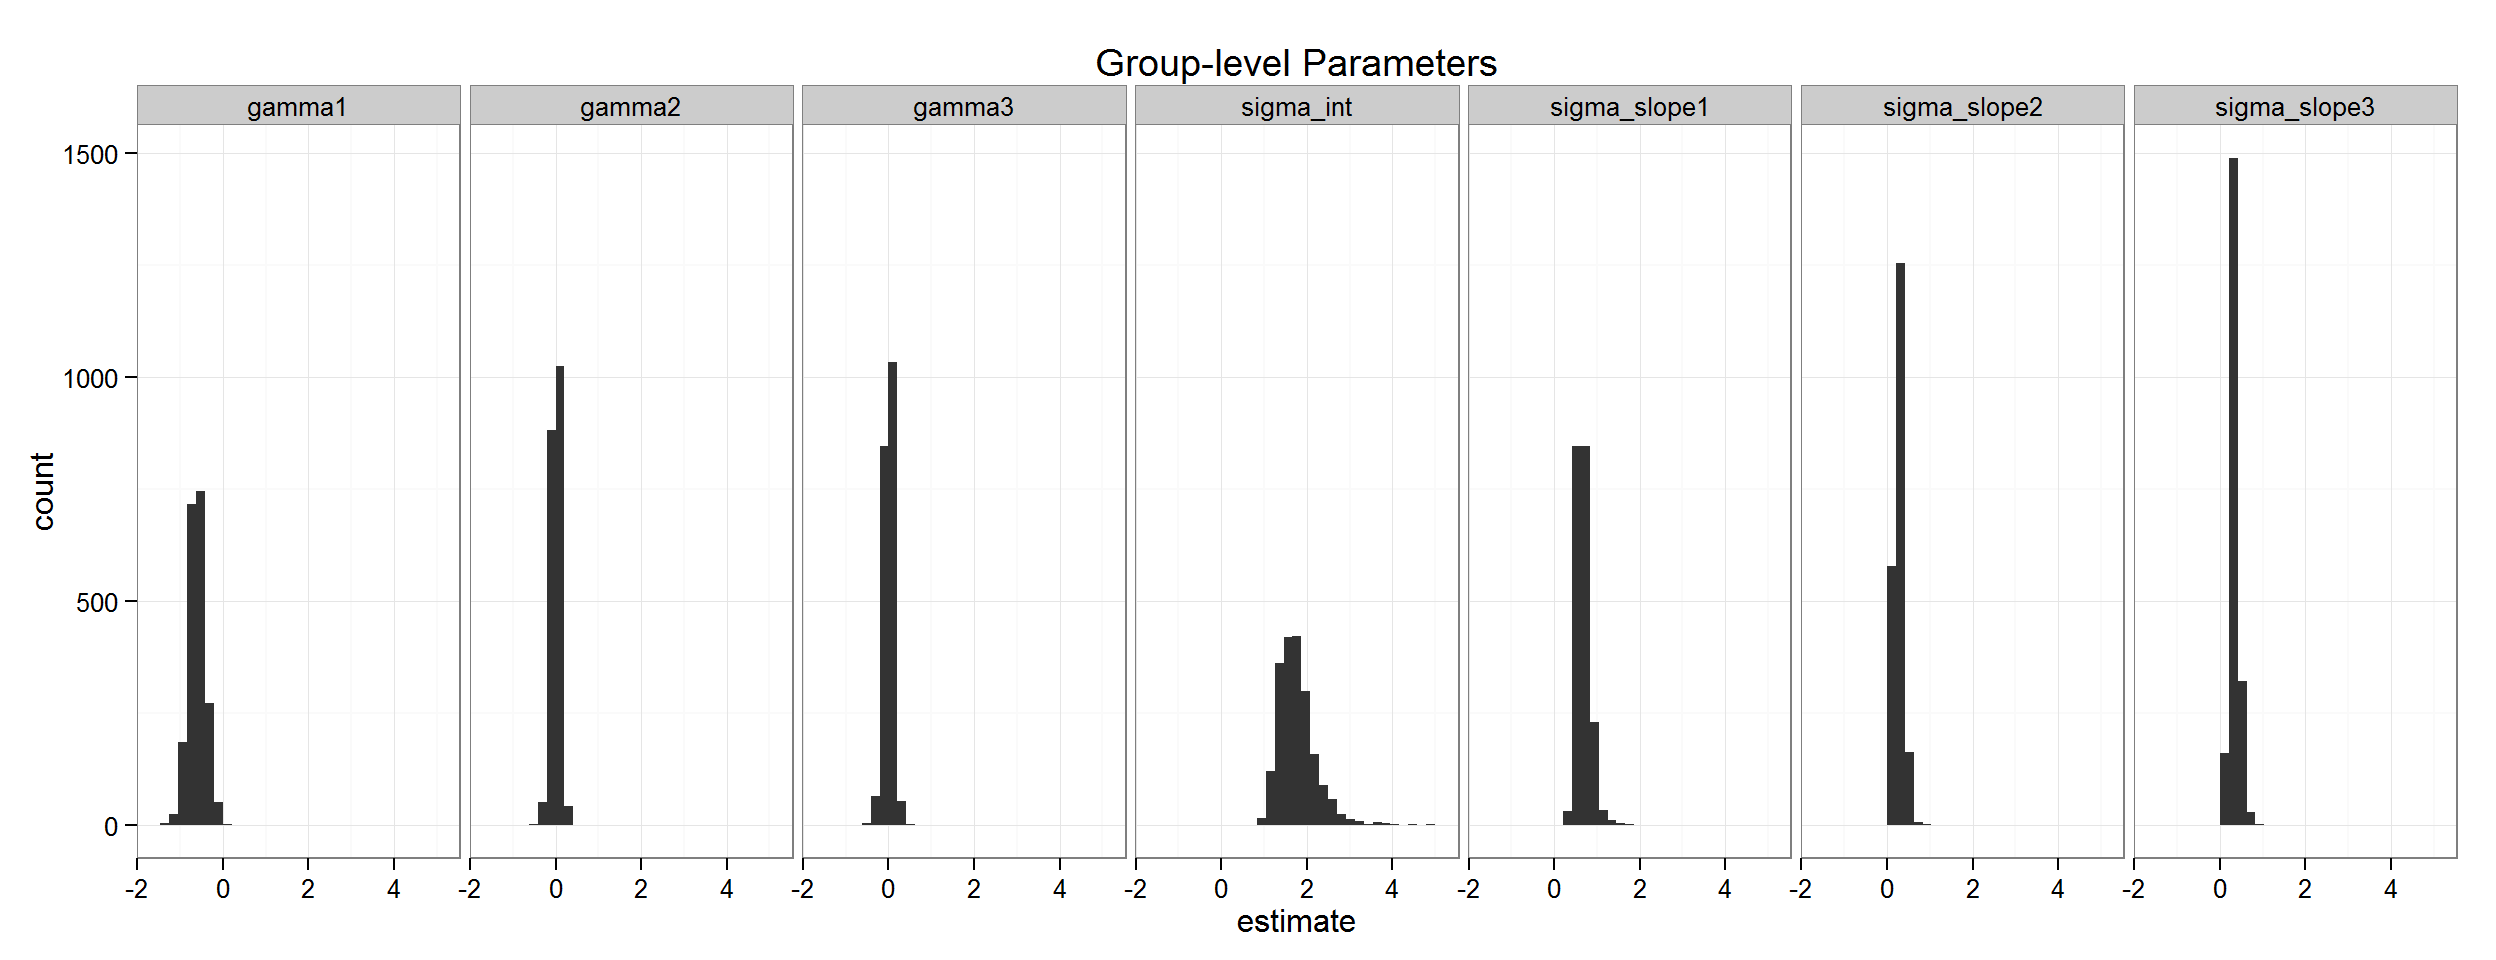 Group-level Parameters
gamma1 gamma2 gamma3 sigma_int sigma_slope1 sigma_slope2 sigma_slope3
1500
1000
500
0
count
-2 0 2 4 -2 0 2 4 -2 0 2 4 -2 0 2 4 -2 0 2 4 -2 0 2 4 -2 0 2 4
estimate